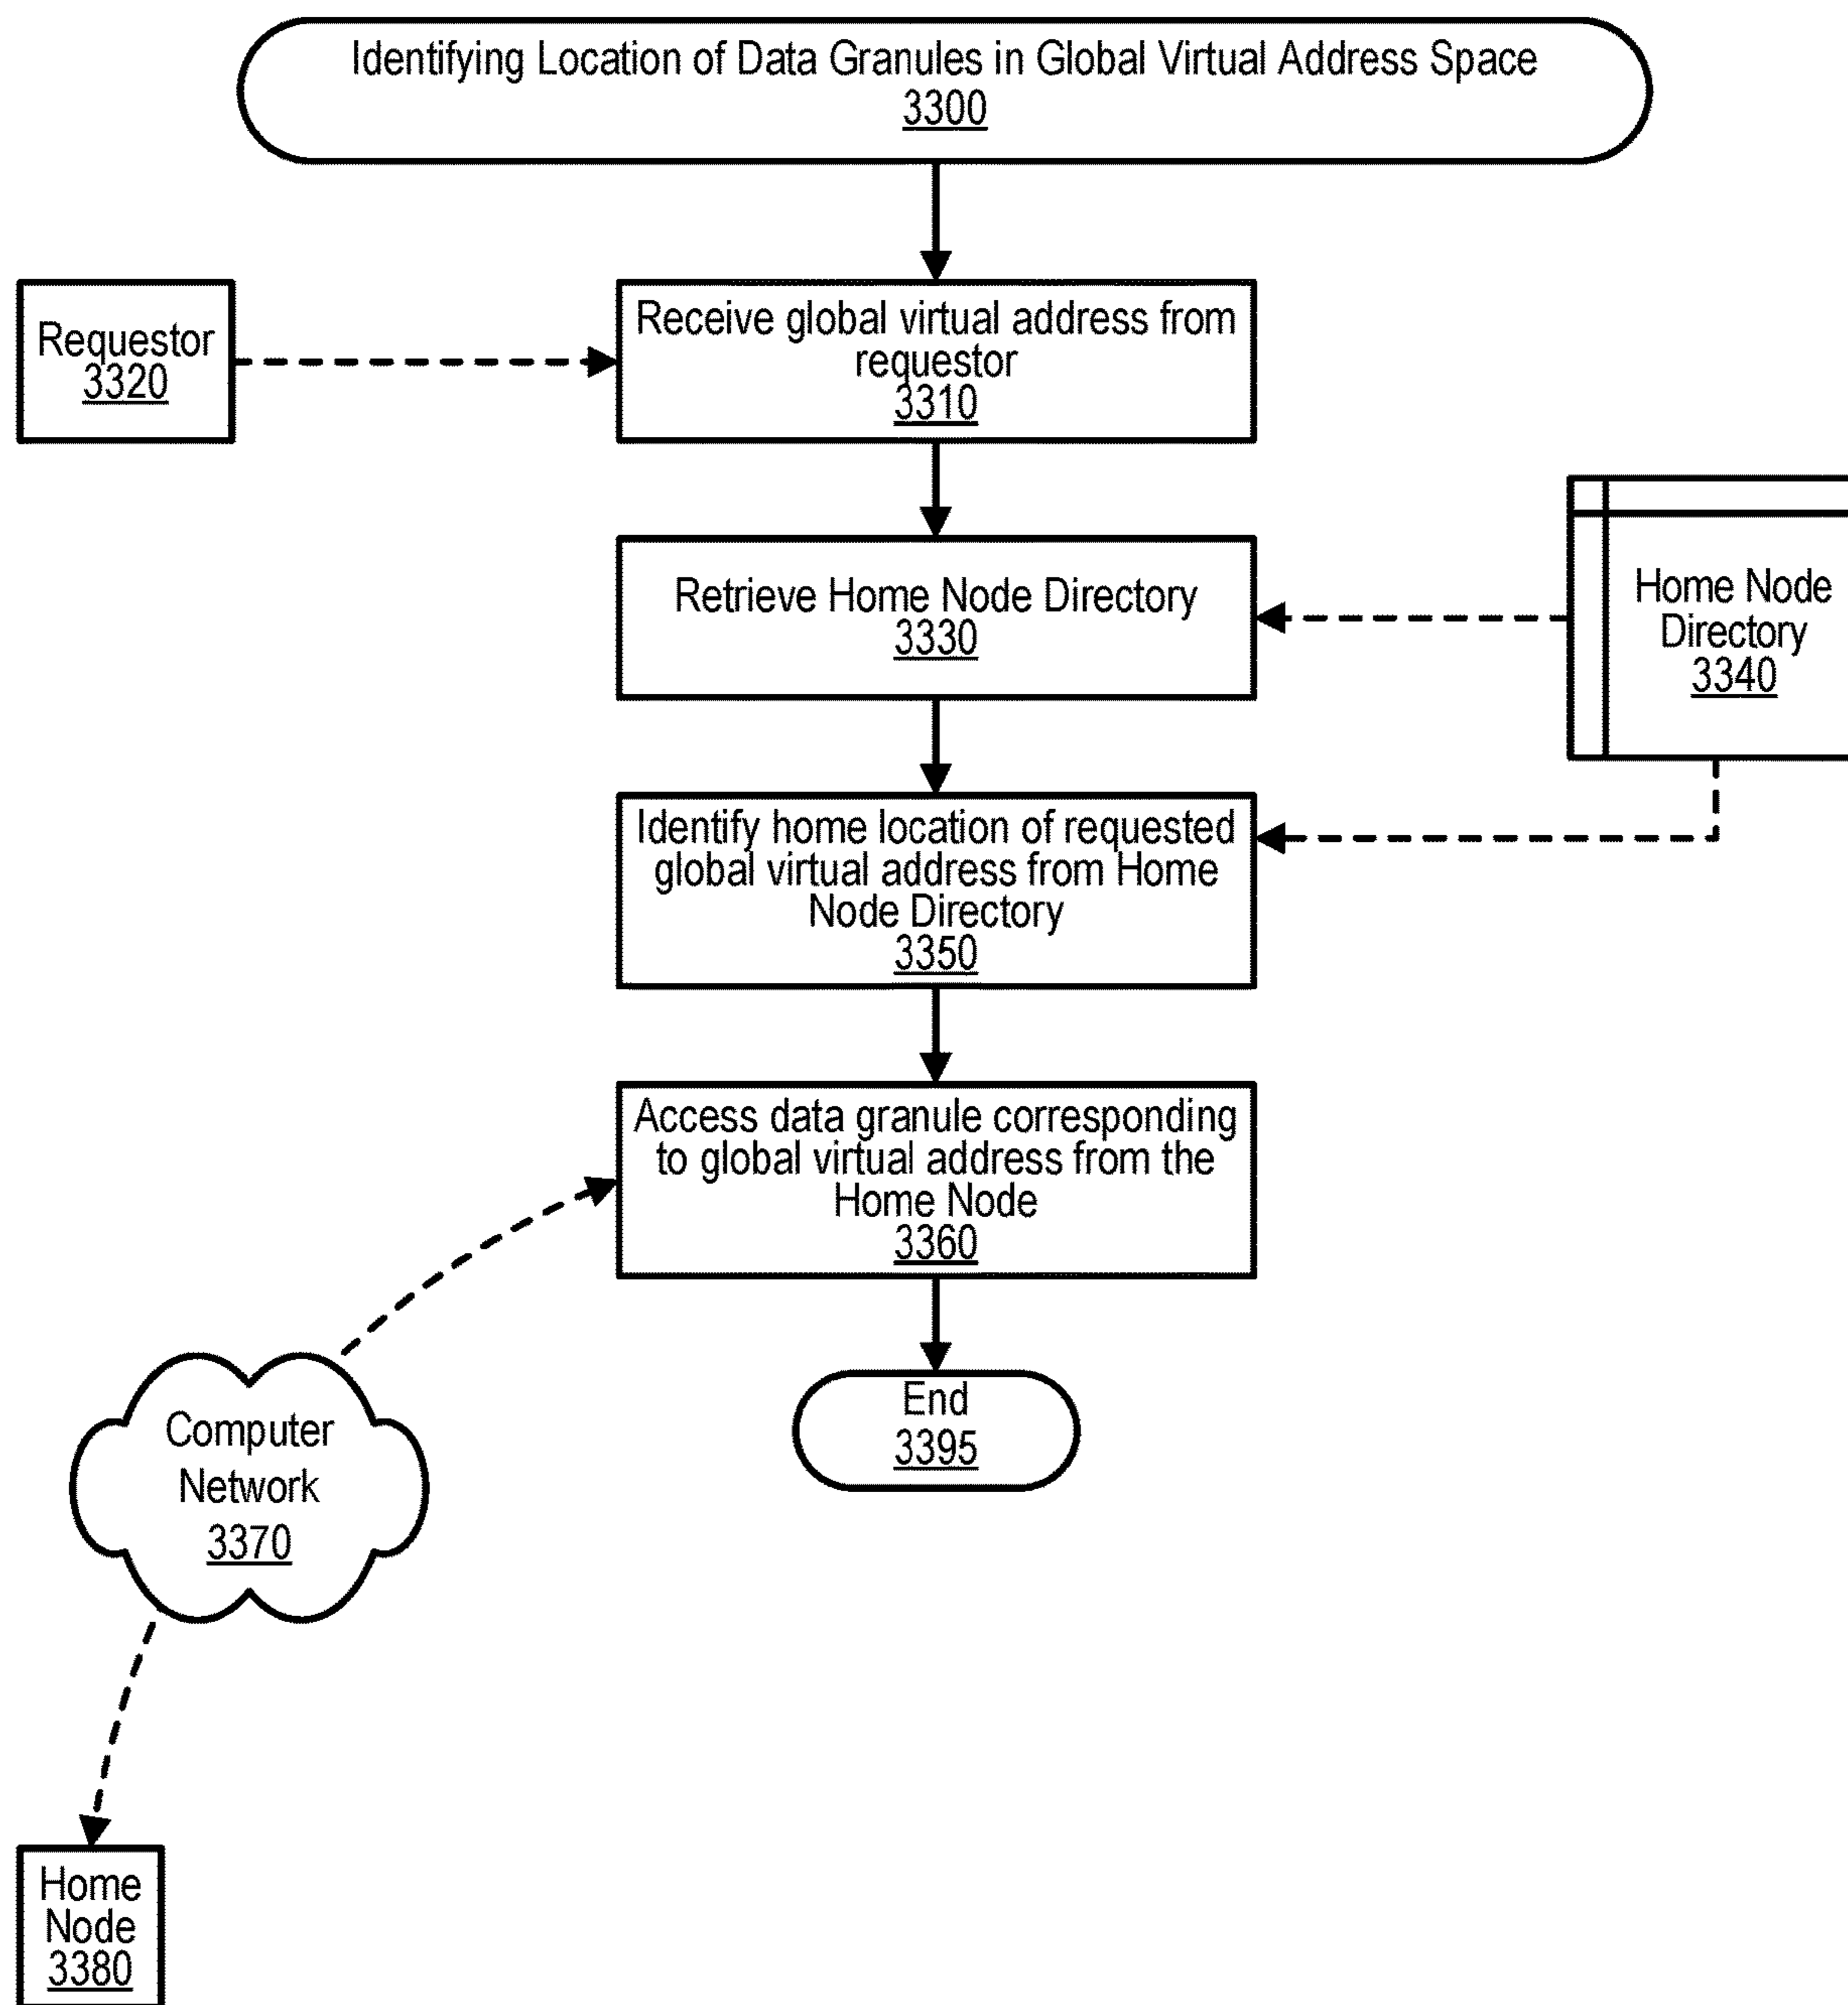 Identifying Location of Data Granules in Global Virtual Address Space
3300
Requestor
3320
Receive global virtual address from
requestor
3310
Retrieve Home Node Directory
3330
Home Node
Directory
3340
Identify home location of requested
global virtual address from Home
Node Directory
3350
Access data granule corresponding
to global virtual address from the
Home Node
3360
End
3395
Computer
Network
3370
Home
Node
3380